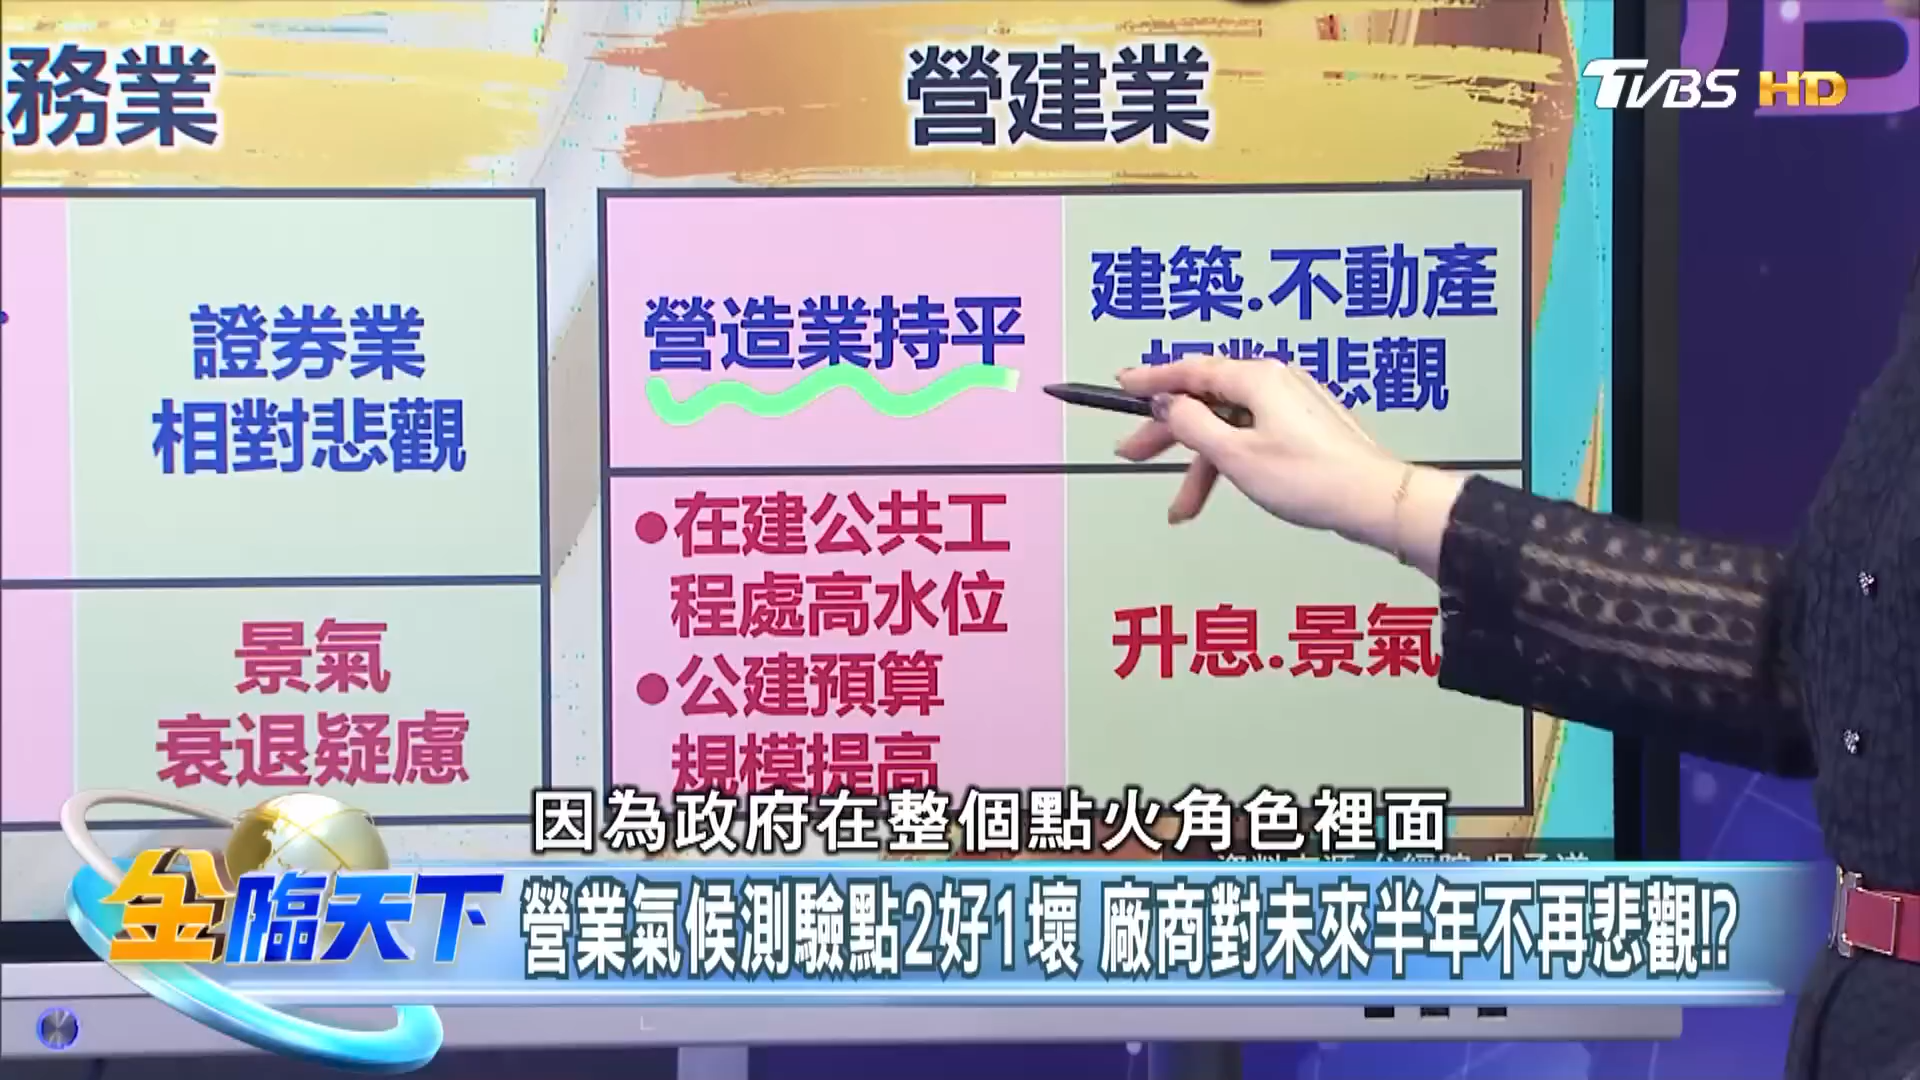 務業
營建業
TVBS HD
證券業
相對悲觀
景氣
衰退疑慮
營造業持平
建築.不動產
相對悲觀
●在建公共工
程處高水位
●公建預算
規模提高
升息.景氣
因為政府在整個點火角色裡面
金臨天下
營業氣候測驗點2好1壞 廠商對未來半年不再悲觀!?